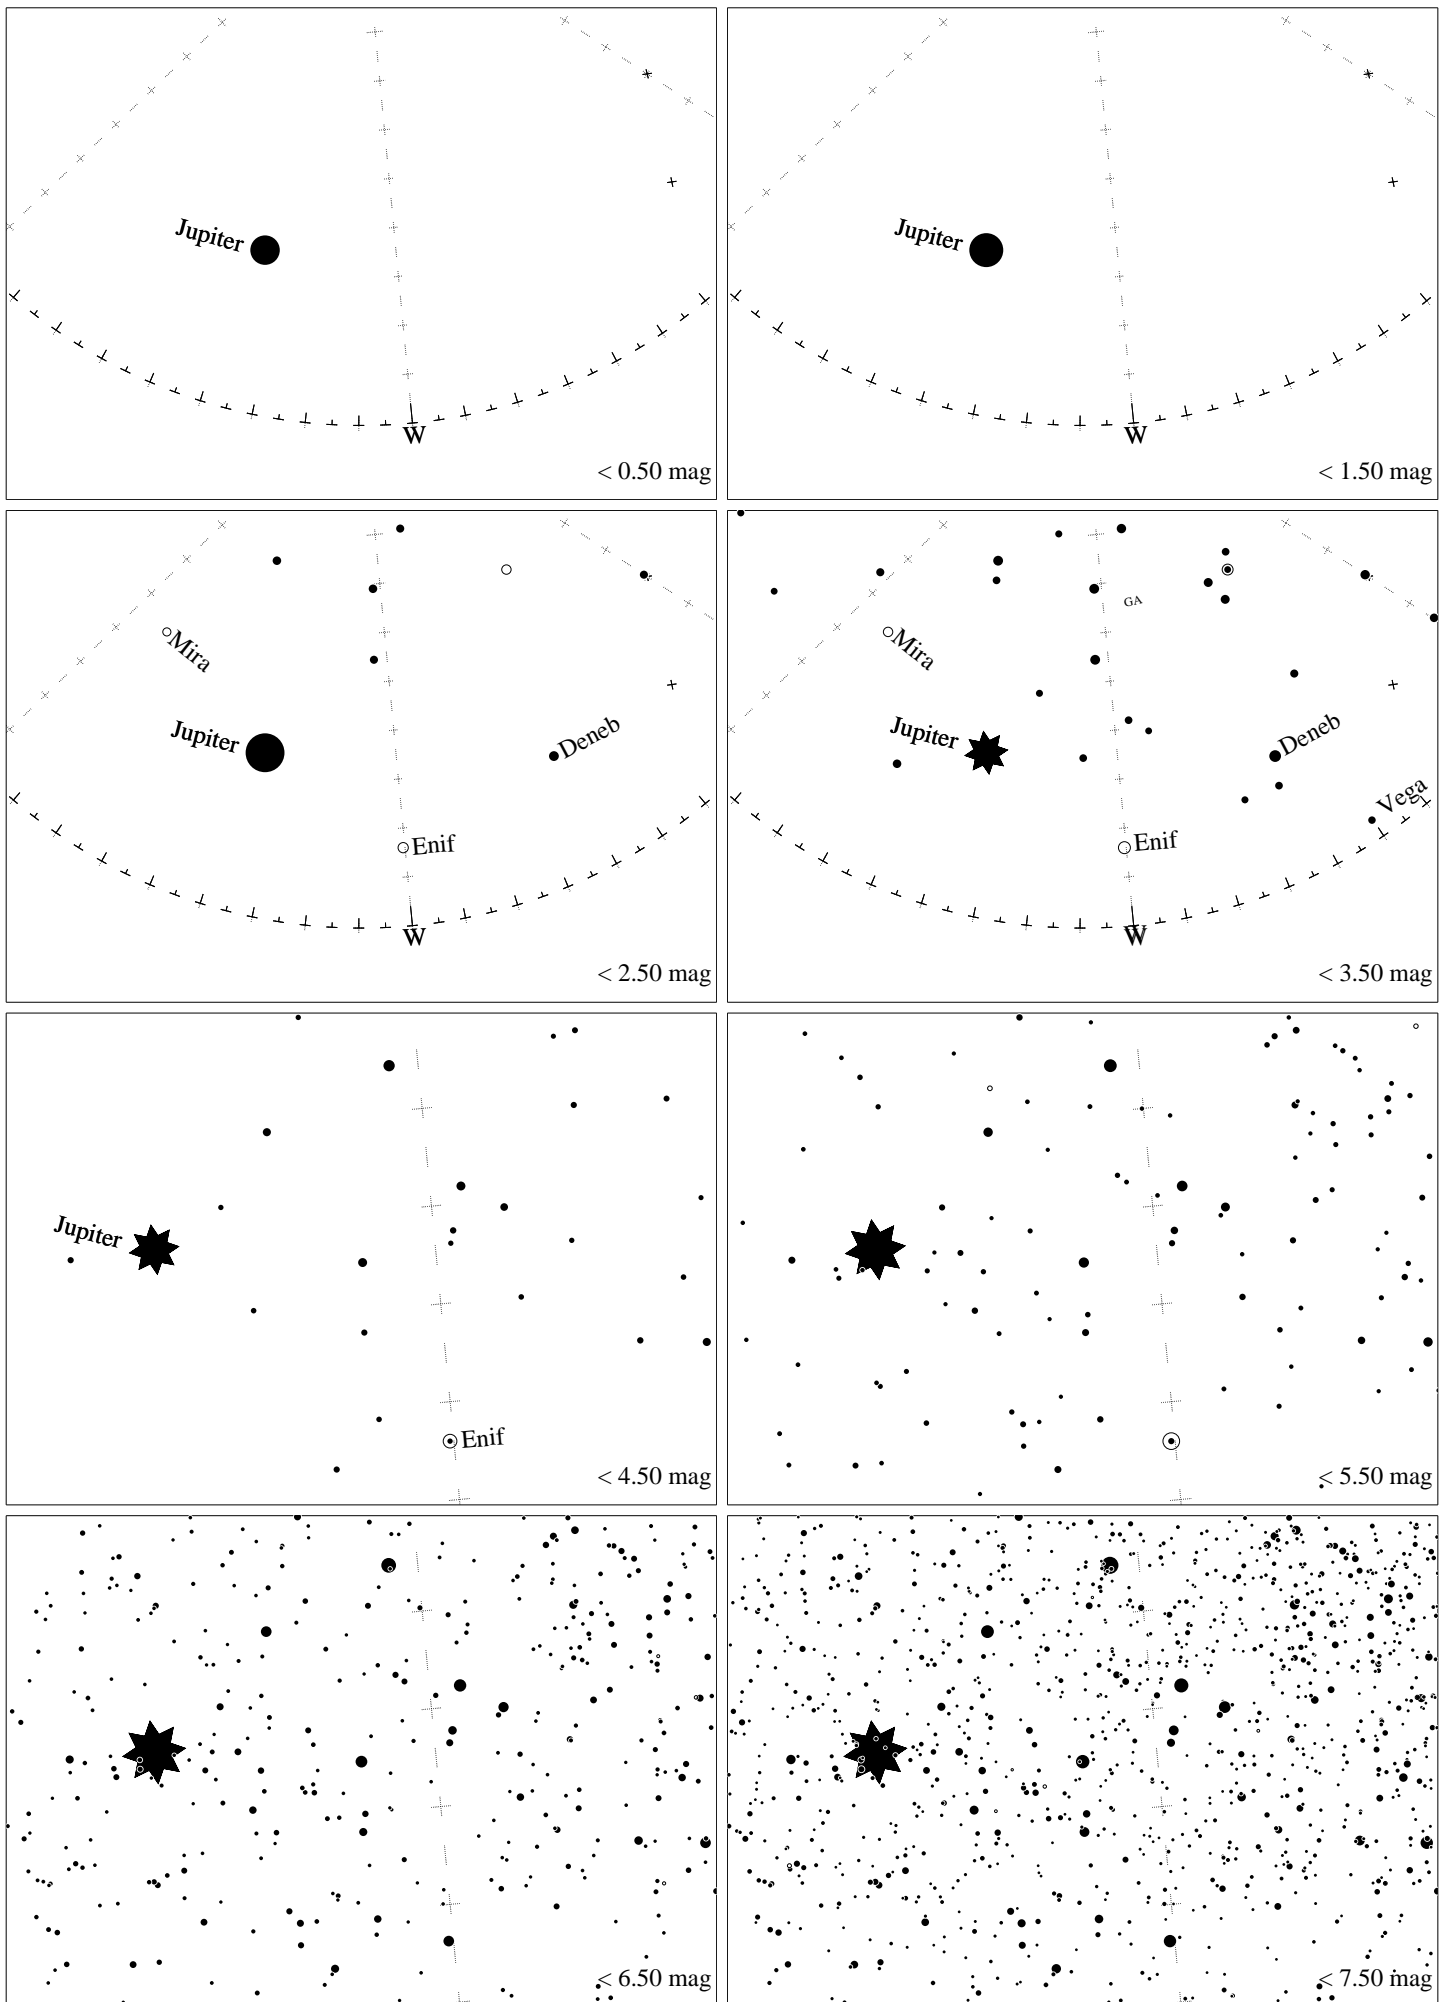 Jupiter
W
< 0.50 mag
Jupiter
W
< 1.50 mag
Mira
Jupiter
Deneb
Enif
W
< 2.50 mag
GA
Mira
Jupiter
Deneb
Vega
Enif
W
< 3.50 mag
Jupiter
Enif
< 4.50 mag
< 5.50 mag
< 6.50 mag
< 7.50 mag